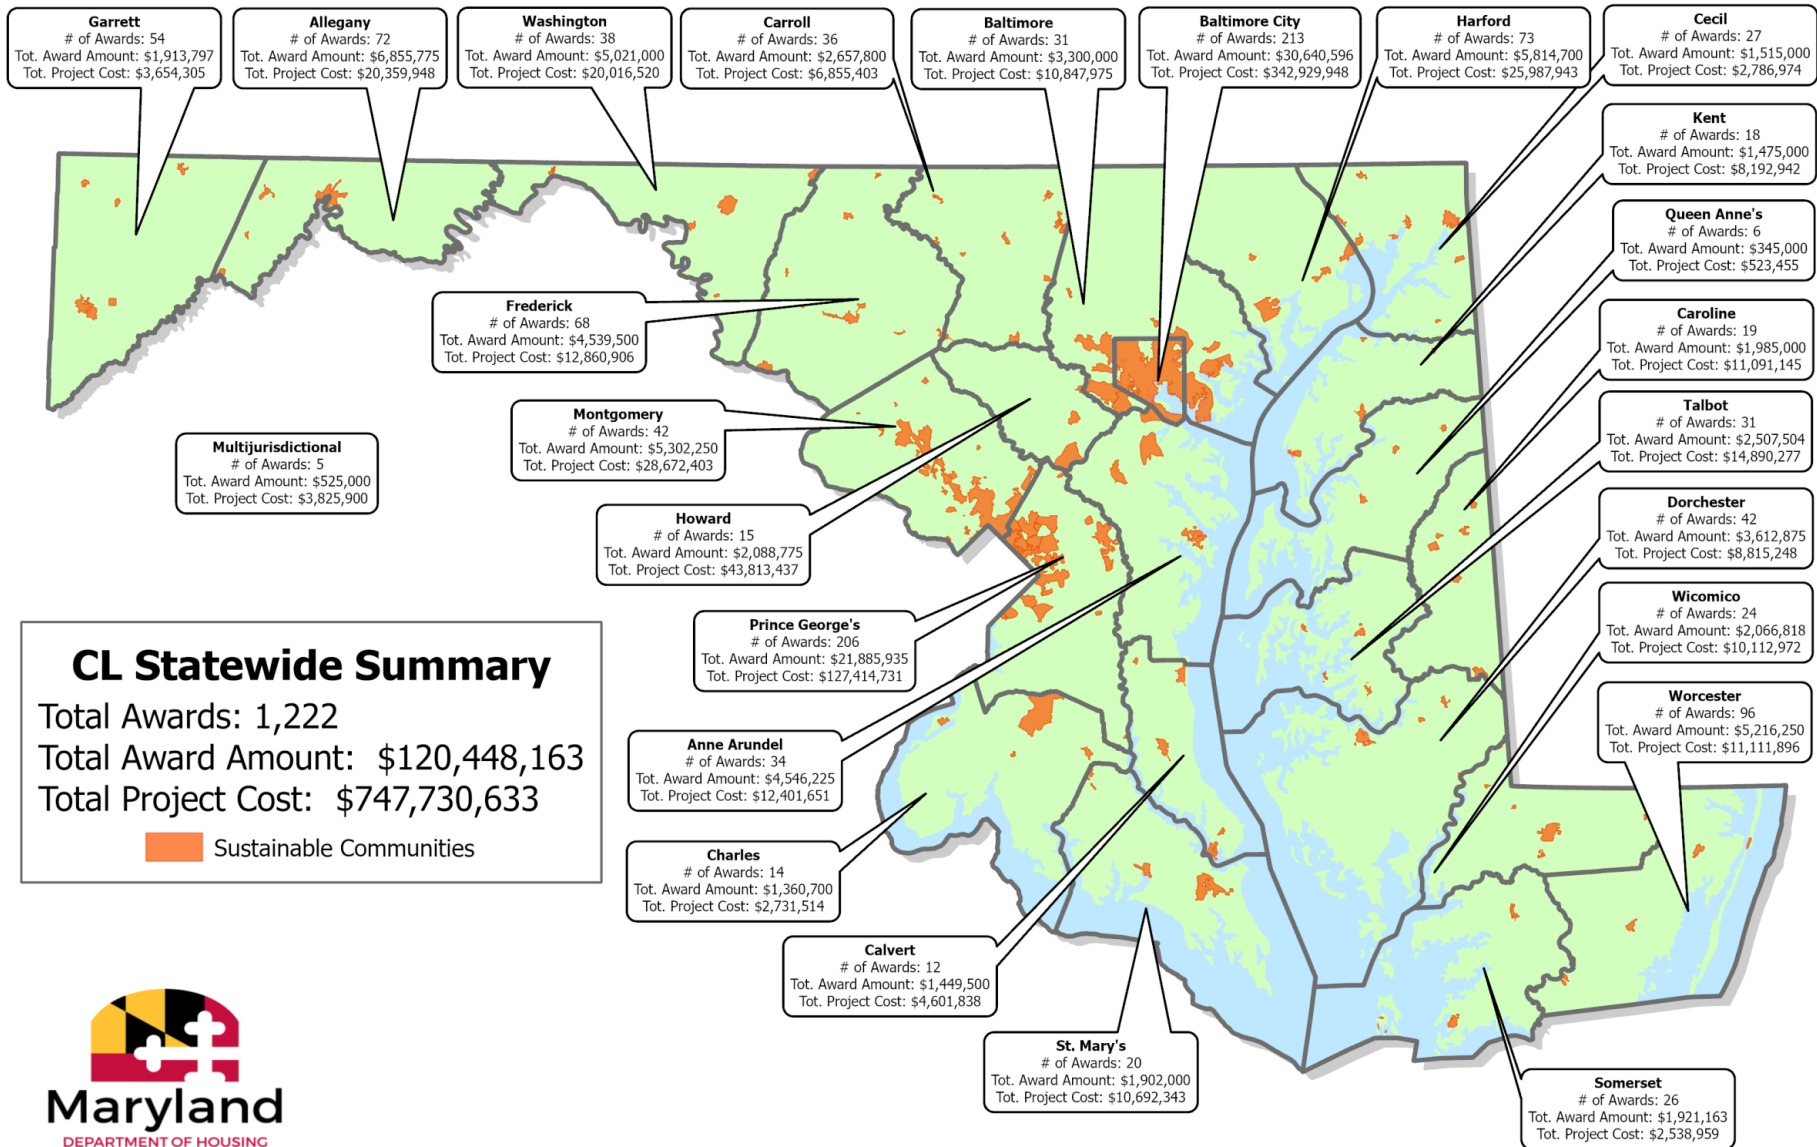 Garrett
# of Awards: 54
Tot. Award Amount: $1,913,797
Tot. Project Cost: $3,654,305
Allegany
# of Awards: 72
Tot. Award Amount: $6,855,775
Tot. Project Cost: $20,359,948
Washington
# of Awards: 38
Tot. Award Amount: $5,021,000
Tot. Project Cost: $20,016,520
Carroll
# of Awards: 36
Tot. Award Amount: $2,657,800
Tot. Project Cost: $6,855,403
Baltimore
# of Awards: 31
Tot. Award Amount: $3,300,000
Tot. Project Cost: $10,847,975
Baltimore City
# of Awards: 213
Tot. Award Amount: $30,640,596
Tot. Project Cost: $342,929,948
Harford
# of Awards: 73
Tot. Award Amount: $5,814,700
Tot. Project Cost: $25,987,943
Cecil
# of Awards: 27
Tot. Award Amount: $1,515,000
Tot. Project Cost: $2,786,974
Kent
# of Awards: 18
Tot. Award Amount: $1,475,000
Tot. Project Cost: $8,192,942
Queen Anne's
# of Awards: 6
Tot. Award Amount: $345,000
Tot. Project Cost: $523,455
Frederick
# of Awards: 68
Tot. Award Amount: $4,539,500
Tot. Project Cost: $12,860,906
Caroline
# of Awards: 19
Tot. Award Amount: $1,985,000
Tot. Project Cost: $11,091,145
Montgomery
# of Awards: 42
Tot. Award Amount: $5,302,250
Tot. Project Cost: $28,672,403
Talbot
# of Awards: 31
Tot. Award Amount: $2,507,504
Tot. Project Cost: $14,890,277
Multijurisdictional
# of Awards: 5
Tot. Award Amount: $525,000
Tot. Project Cost: $3,825,900
Howard
# of Awards: 15
Tot. Award Amount: $2,088,775
Tot. Project Cost: $43,813,437
Dorchester
# of Awards: 42
Tot. Award Amount: $3,612,875
Tot. Project Cost: $8,815,248
Prince George's
# of Awards: 206
Tot. Award Amount: $21,885,935
Tot. Project Cost: $127,414,731
Wicomico
# of Awards: 24
Tot. Award Amount: $2,066,818
Tot. Project Cost: $10,112,972
CL Statewide Summary
Total Awards: 1,222
Total Award Amount: $120,448,163
Total Project Cost: $747,730,633
Sustainable Communities
Worcester
# of Awards: 96
Tot. Award Amount: $5,216,250
Tot. Project Cost: $11,111,896
Anne Arundel
# of Awards: 34
Tot. Award Amount: $4,546,225
Tot. Project Cost: $12,401,651
Charles
# of Awards: 14
Tot. Award Amount: $1,360,700
Tot. Project Cost: $2,731,514
Calvert
# of Awards: 12
Tot. Award Amount: $1,449,500
Tot. Project Cost: $4,601,838
St. Mary's
# of Awards: 20
Tot. Award Amount: $1,902,000
Tot. Project Cost: $10,692,343
Somerset
# of Awards: 26
Tot. Award Amount: $1,921,163
Tot. Project Cost: $2,538,959
Maryland
DEPARTMENT OF HOUSING